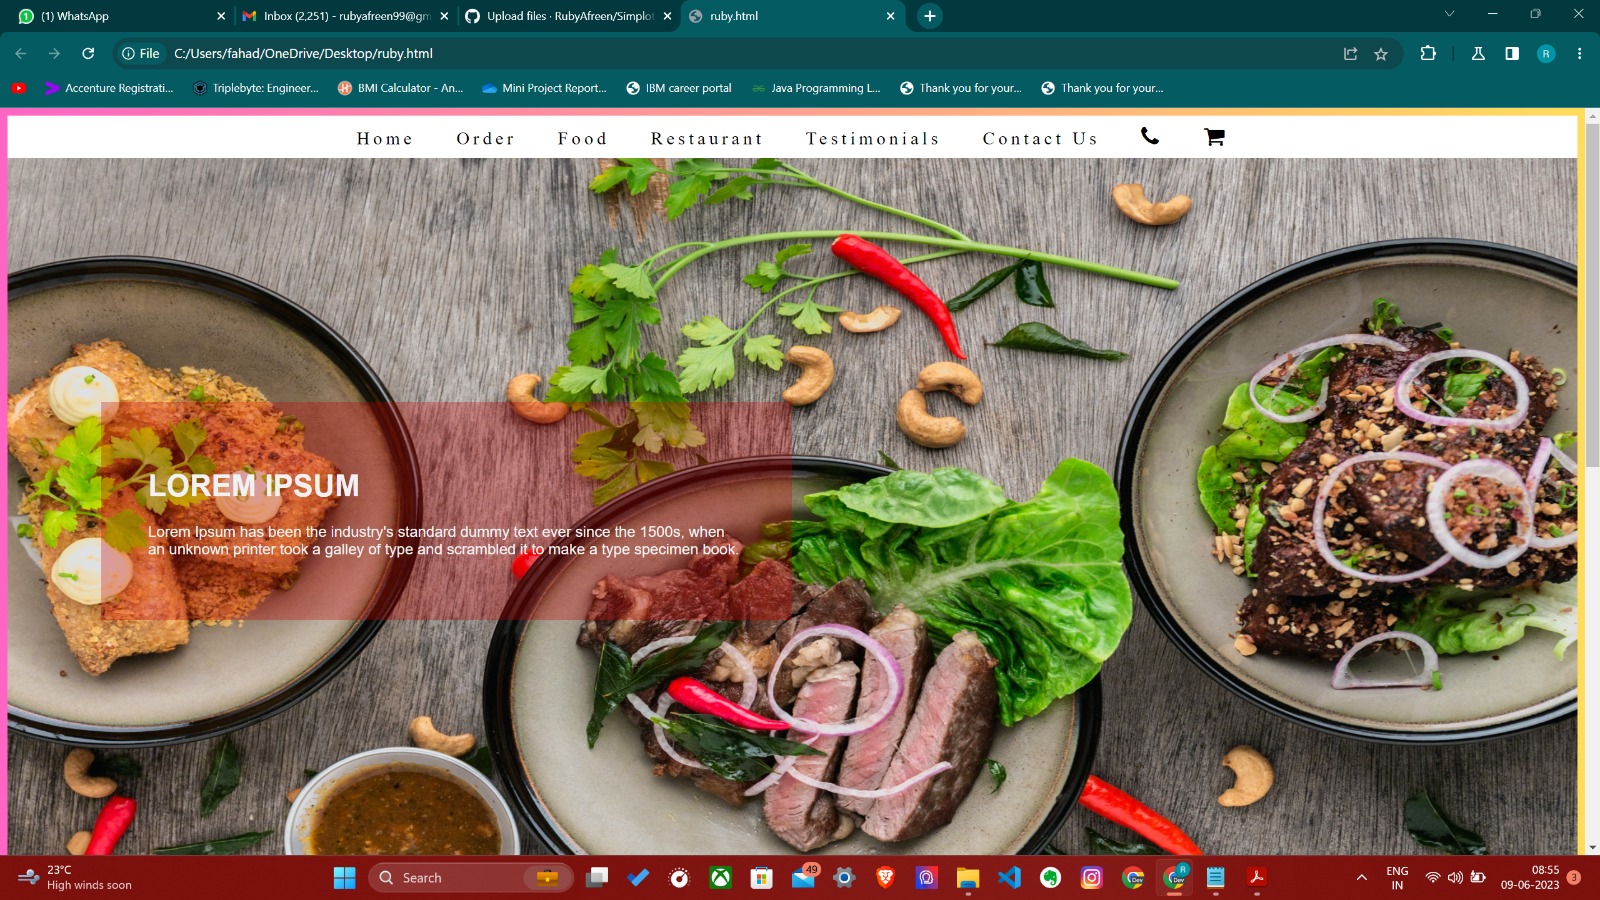 (1) WhatsApp
Inbox (2,251) - rubyafreen99@gm
Upload files · RubyAfreen/Simplot
ruby.html
File
C:/Users/fahad/OneDrive/Desktop/ruby.html
R
Accenture Registrati...
Triplebyte: Engineer...
BMI Calculator - An...
Mini Project Report...
IBM career portal
Java Programming L...
Thank you for your...
Thank you for your...
Home
Order
Food
Restaurant
Testimonials
Contact Us
LOREM IPSUM
Lorem Ipsum has been the industry's standard dummy text ever since the 1500s, when
an unknown printer took a galley of type and scrambled it to make a type specimen book.
23°C
High winds soon
Search
49
Dev
R
Dev
ENG
IN
08:55
09-06-2023
3